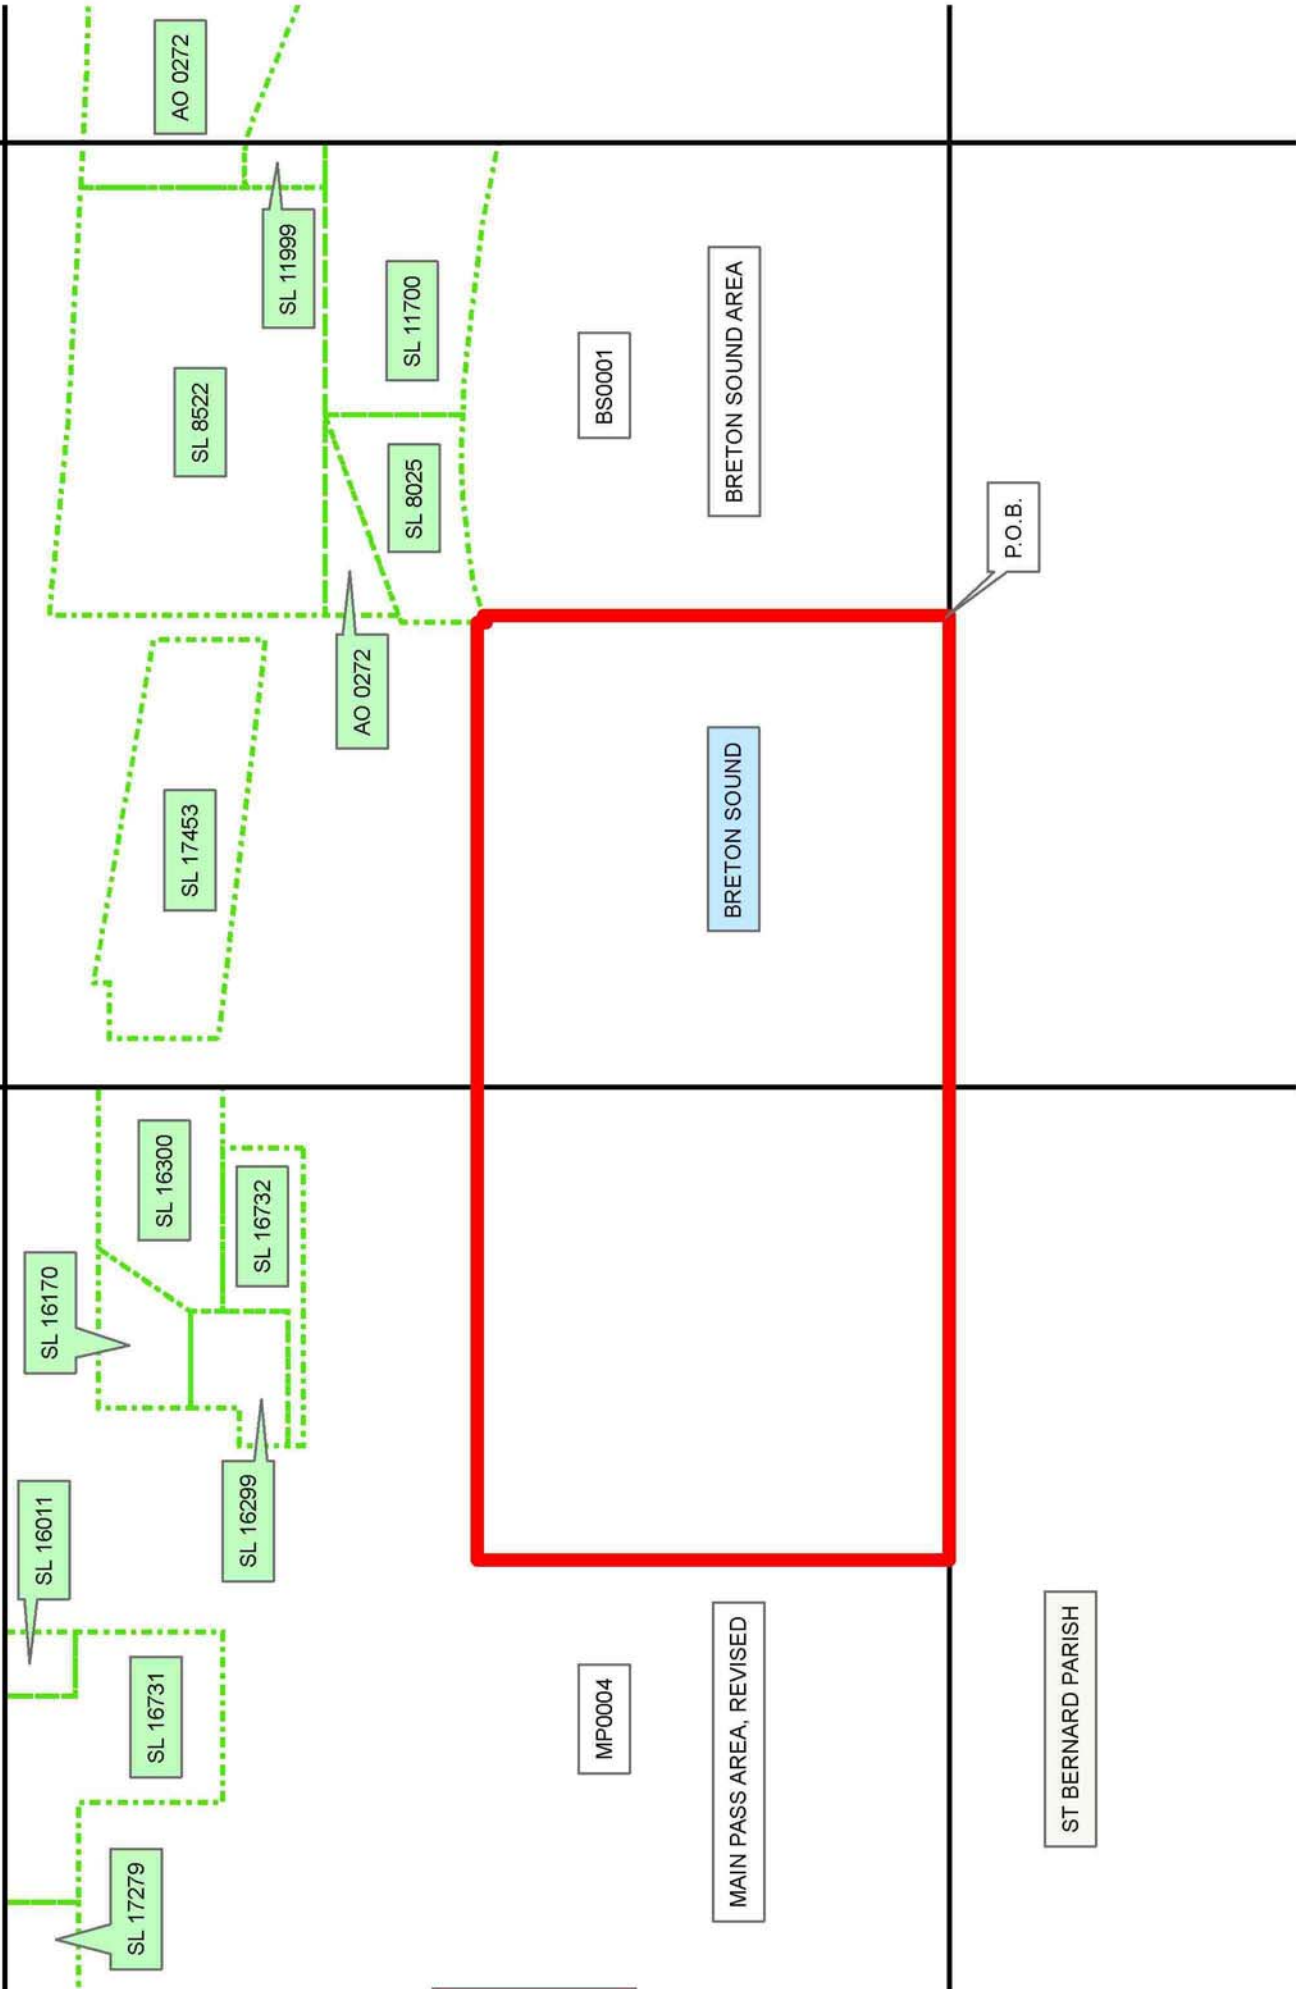 SL 16011
SL 16170
SL 17279
SL 16731
SL 16300
SL 17453
SL 8522
AO 0272
SL 16299
SL 16732
SL 11999
AO 0272
SL 8025
SL 11700
MP0004
BS0001
MAIN PASS AREA, REVISED
BRETON SOUND
BRETON SOUND AREA
P.O.B.
ST BERNARD PARISH